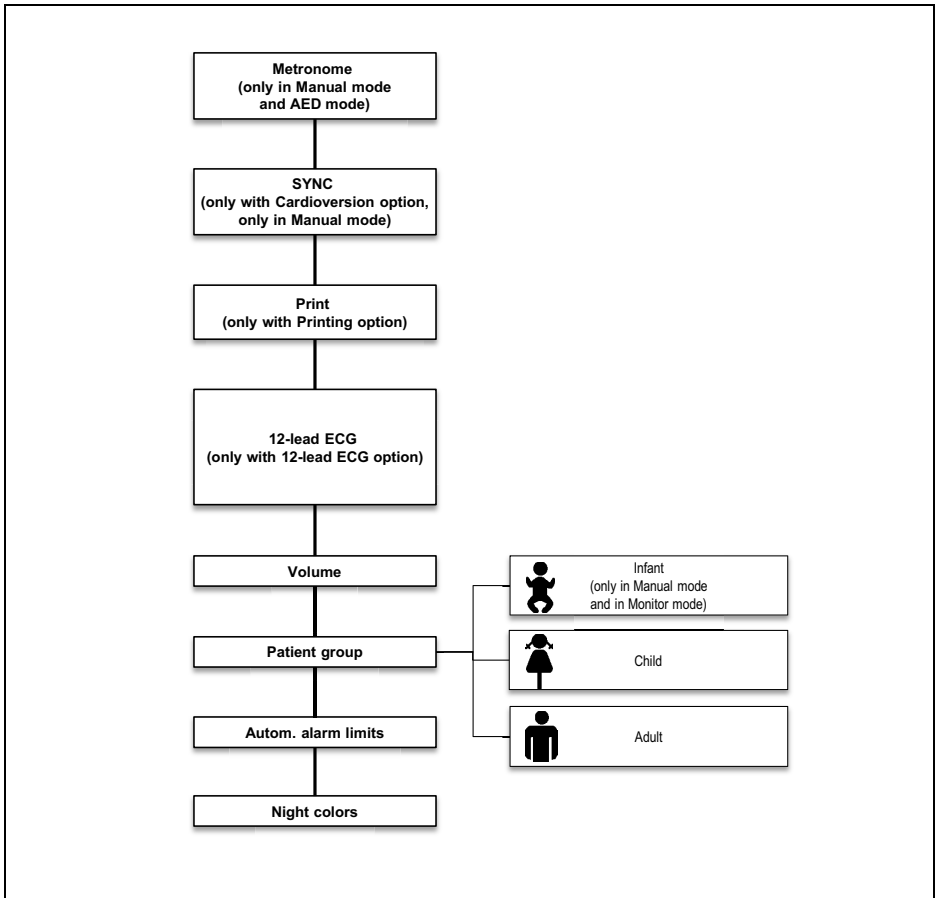 Metronome
(only in Manual mode
and AED mode)
SYNC
(only with Cardioversion option,
only in Manual mode)
Print
(only with Printing option)
12-lead ECG
(only with 12-lead ECG option)
Volume
Patient group
Infant
(only in Manual mode
and in Monitor mode)
Child
Adult
Autom. alarm limits
Night colors